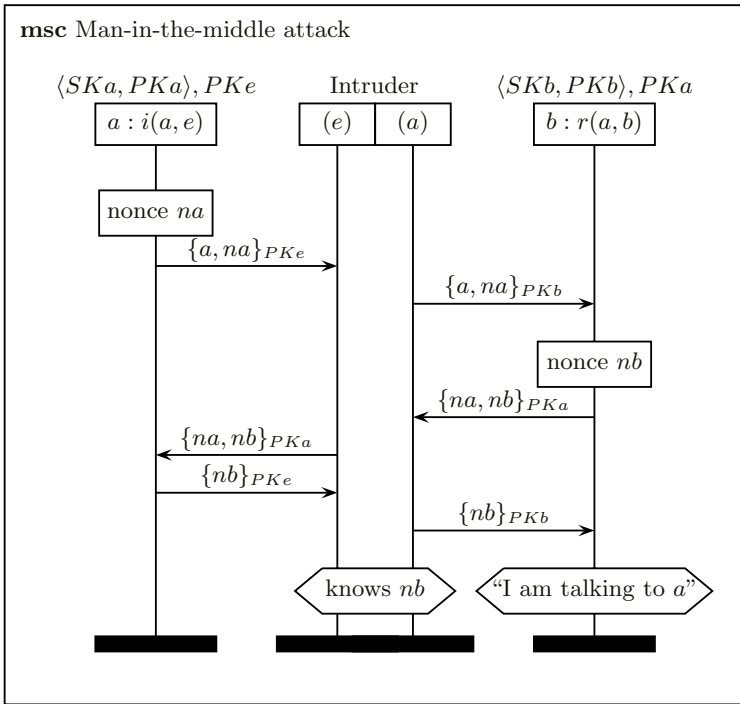 msc Man-in-the-middle attack
⟨SKa, PKa⟩, PKe
Intruder
⟨SKb, PKb⟩, PKa
a : i(a, e)
(e)
(a)
b : r(a, b)
nonce na
{a, na}PKe
{a, na}PKb
nonce nb
{na, nb}PKa
{na, nb}PKa
{nb}PKe
{nb}PKb
knows nb
“I am talking to a”